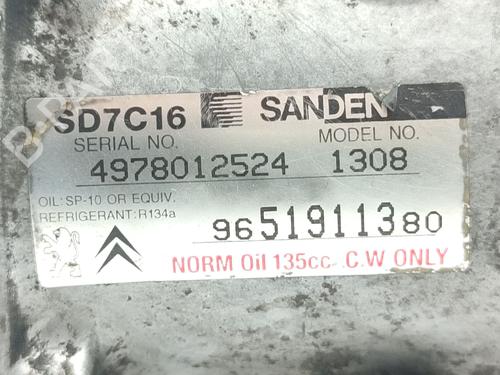 SD7C16 SANDEN
SERIAL NO. MODEL NO.
4978012524 1308
OIL: SP-10 OR EQUIV.
REFRIGERANT: R134a
9651911380
NORM Oil 135cc - C.W ONLY